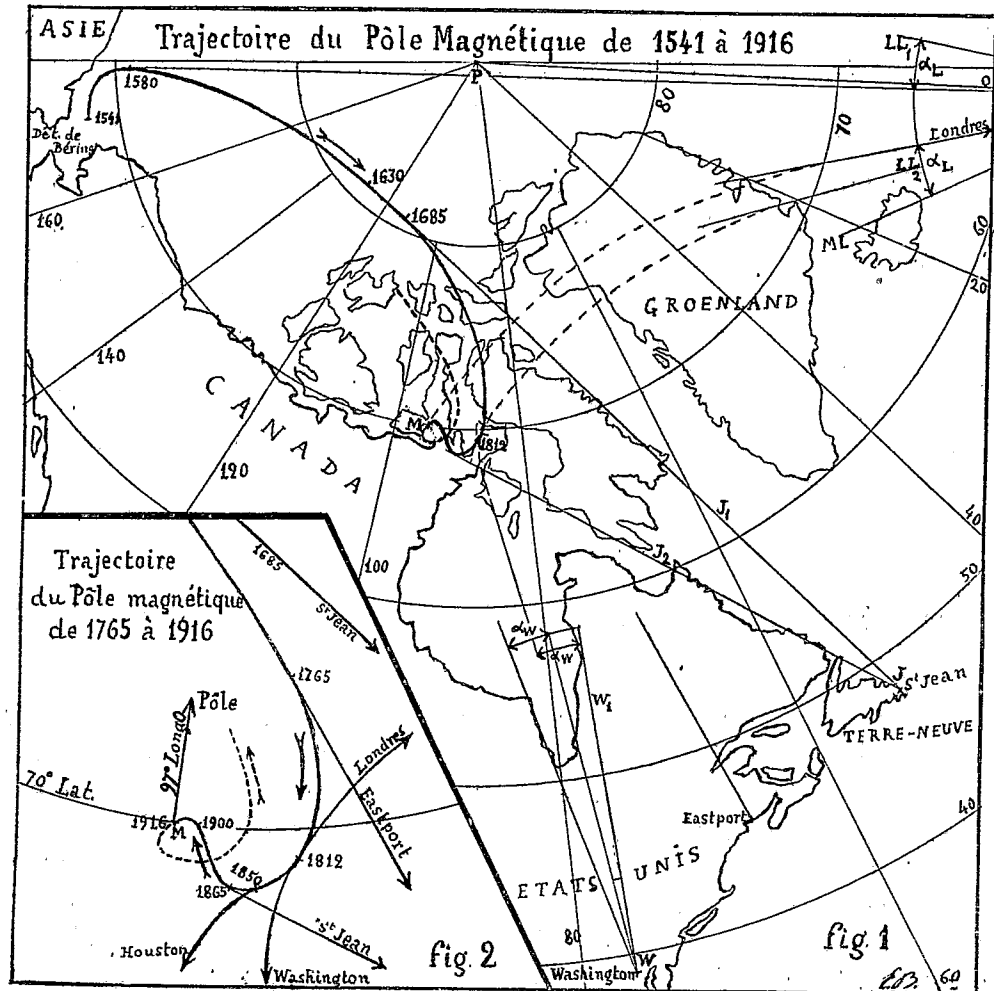 ASIE
Trajectoire du Pôle Magnétique de 1541 à 1916
LL1
αL
0
P
1580
1541
Dét. de
Béring
80
70
Londres
LL2
αL
1630
160
1685
ML
60
20
GROENLAND
140
CANADA
M
1812
120
J1
40
J2
50
100
αW
αW
W1
J
St Jean
TERRE-NEUVE
Eastport
40
ETATS UNIS
80
Washington
W
fig. 1
60
Trajectoire
du Pôle magnétique
de 1765 à 1916
1685
St Jean
1765
Pôle
97° Long O
Londres
70° Lat.
Eastport
1916
M
1900
1812
1850
1865
St Jean
Houston
Washington
fig. 2